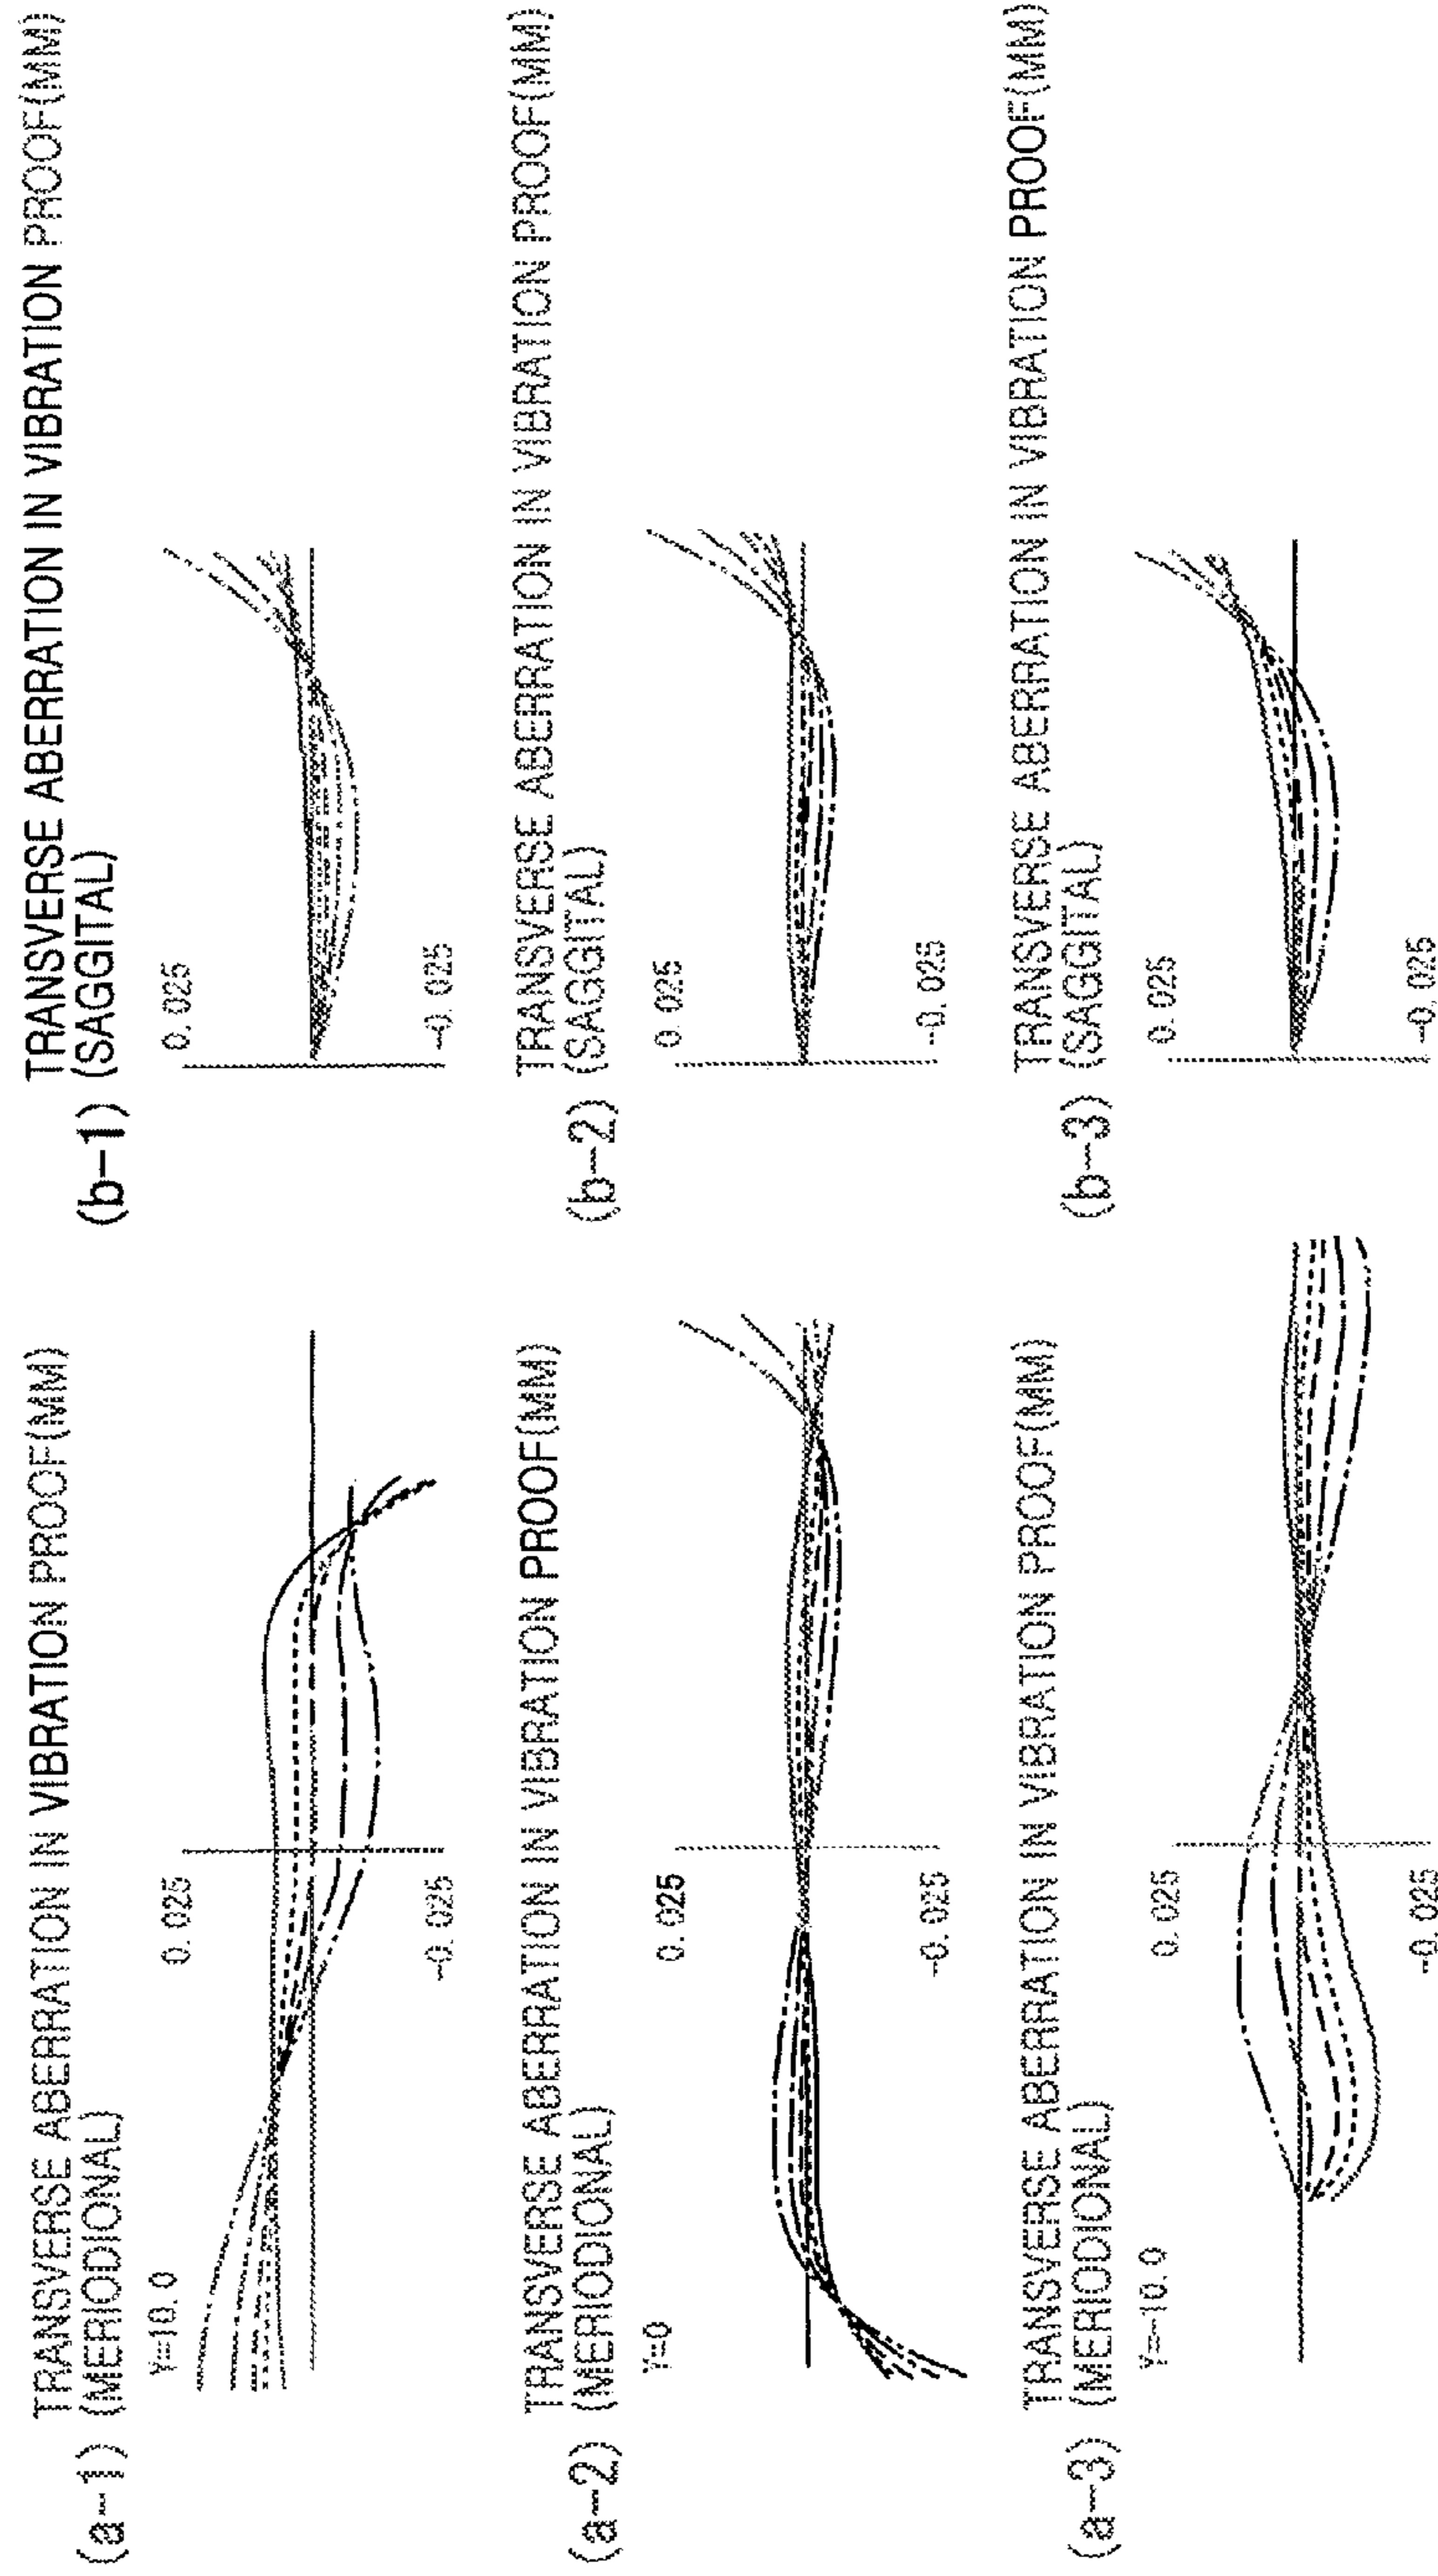 TRANSVERSE ABERRATION IN VIBRATION PROOF(MM)
(a-1) (MERIODIONAL)
Y=10.0
0.025
-0.025
TRANSVERSE ABERRATION IN VIBRATION PROOF(MM)
(b-1) (SAGGITAL)
0.025
-0.025
TRANSVERSE ABERRATION IN VIBRATION PROOF(MM)
(a-2) (MERIDIONAL)
Y=0
0.025
-0.025
TRANSVERSE ABERRATION IN VIBRATION PROOF(MM)
(b-2) (SAGGITAL)
0.025
-0.025
TRANSVERSE ABERRATION IN VIBRATION PROOF(MM)
(a-3) (MERIDIONAL)
Y=-10.0
0.025
-0.025
TRANSVERSE ABERRATION IN VIBRATION PROOF(MM)
(b-3) (SAGGITAL)
0.025
-0.025